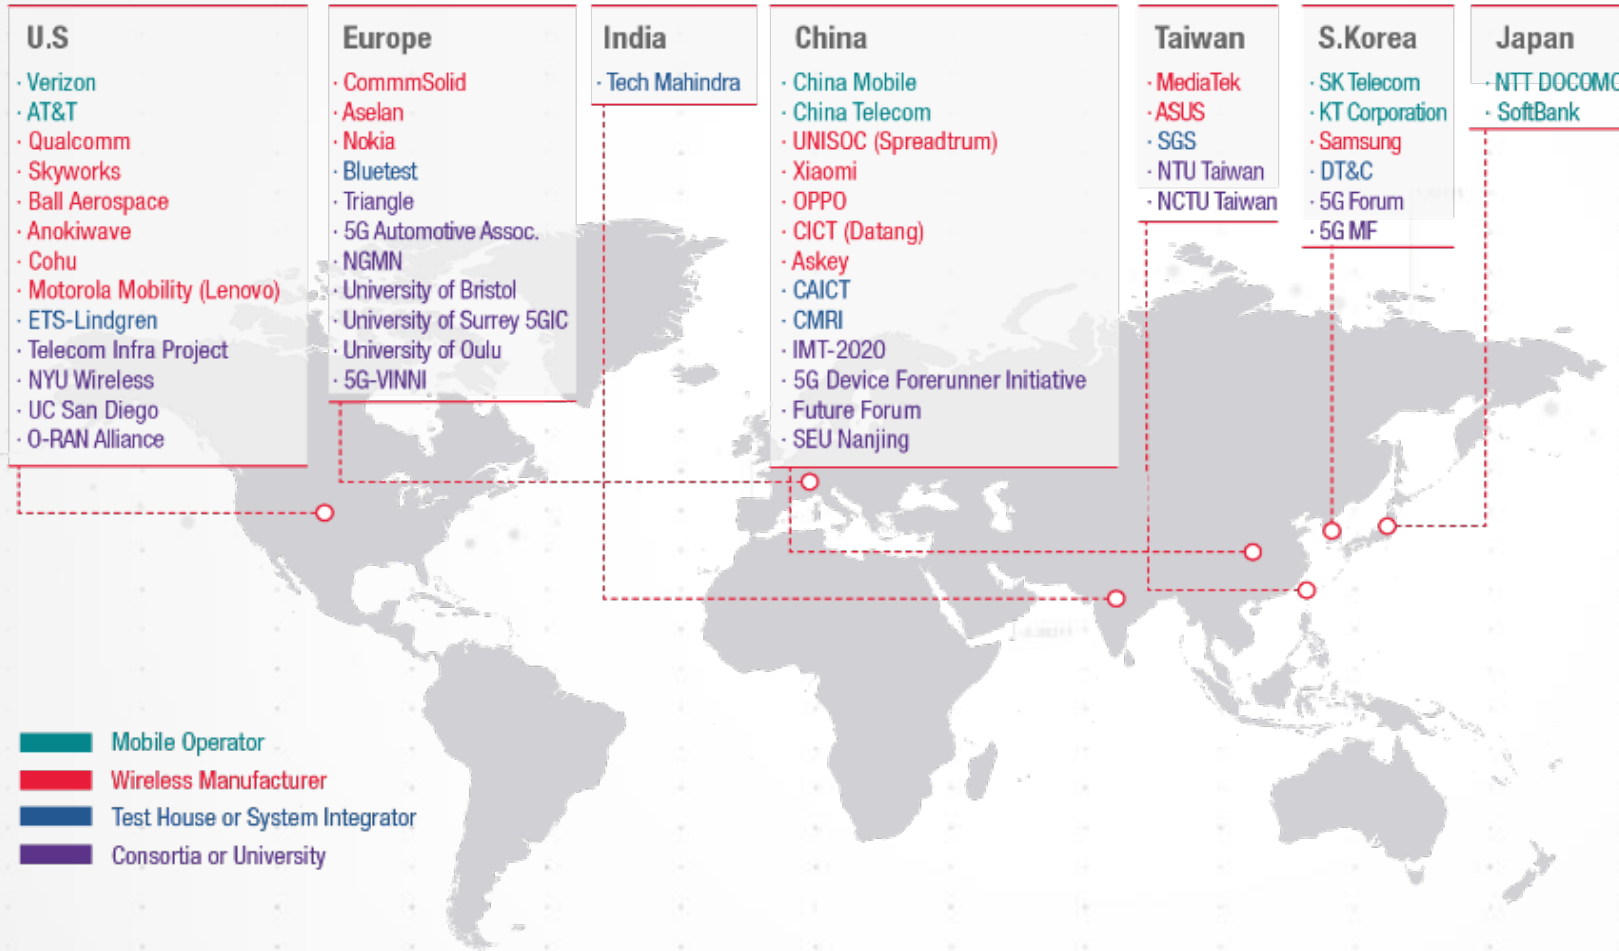 U.S
· Verizon
· AT&T
· Qualcomm
· Skyworks
· Ball Aerospace
· Anokiwave
· Cohu
· Motorola Mobility (Lenovo)
· ETS-Lindgren
· Telecom Infra Project
· NYU Wireless
· UC San Diego
· O-RAN Alliance
Europe
· CommmSolid
· Aselan
· Nokia
· Bluetest
· Triangle
· 5G Automotive Assoc.
· NGMN
· University of Bristol
· University of Surrey 5GIC
· University of Oulu
· 5G-VINNI
India
· Tech Mahindra
China
· China Mobile
· China Telecom
· UNISOC (Spreadtrum)
· Xiaomi
· OPPO
· CICT (Datang)
· Askey
· CAICT
· CMRI
· IMT-2020
· 5G Device Forerunner Initiative
· Future Forum
· SEU Nanjing
Taiwan
· MediaTek
· ASUS
· SGS
· NTU Taiwan
· NCTU Taiwan
S.Korea
· SK Telecom
· KT Corporation
· Samsung
· DT&C
· 5G Forum
· 5G MF
Japan
· NTT DOCOMO
· SoftBank
Mobile Operator
Wireless Manufacturer
Test House or System Integrator
Consortia or University